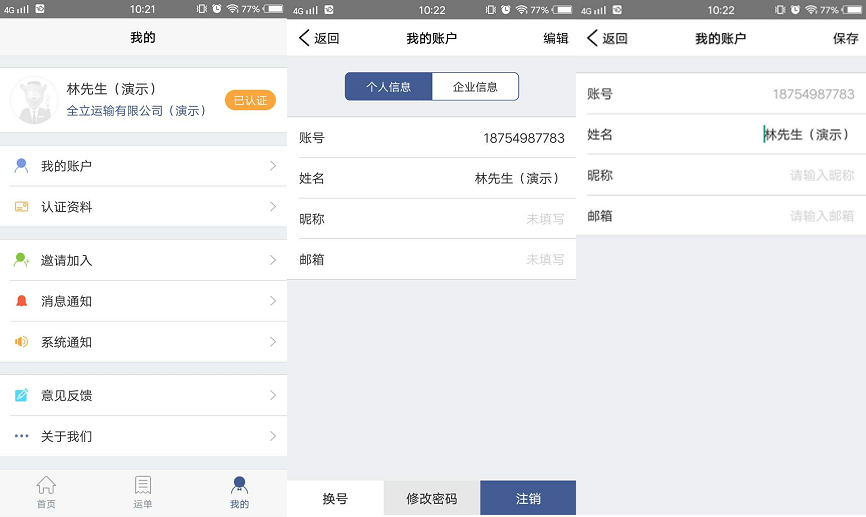 4G 10:21 77%
我的
林先生（演示）
全立运输有限公司（演示）
已认证
我的账户
认证资料
邀请加入
消息通知
系统通知
意见反馈
关于我们
首页
运单
我的
4G 10:22 77%
返回
我的账户
编辑
个人信息
企业信息
账号
18754987783
姓名
林先生（演示）
昵称
未填写
邮箱
未填写
换号
修改密码
注销
4G 10:22 77%
返回
我的账户
保存
账号
18754987783
姓名
林先生（演示）
昵称
请输入昵称
邮箱
请输入邮箱